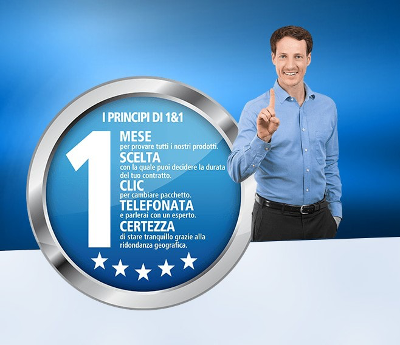 I PRINCIPI DI 1&1
1
MESE
per provare tutti i nostri prodotti.
SCELTA
con la quale puoi decidere la durata
del tuo contratto.
CLIC
per cambiare pacchetto.
TELEFONATA
e parlerai con un esperto.
CERTEZZA
di stare tranquillo grazie alla
ridondanza geografica.